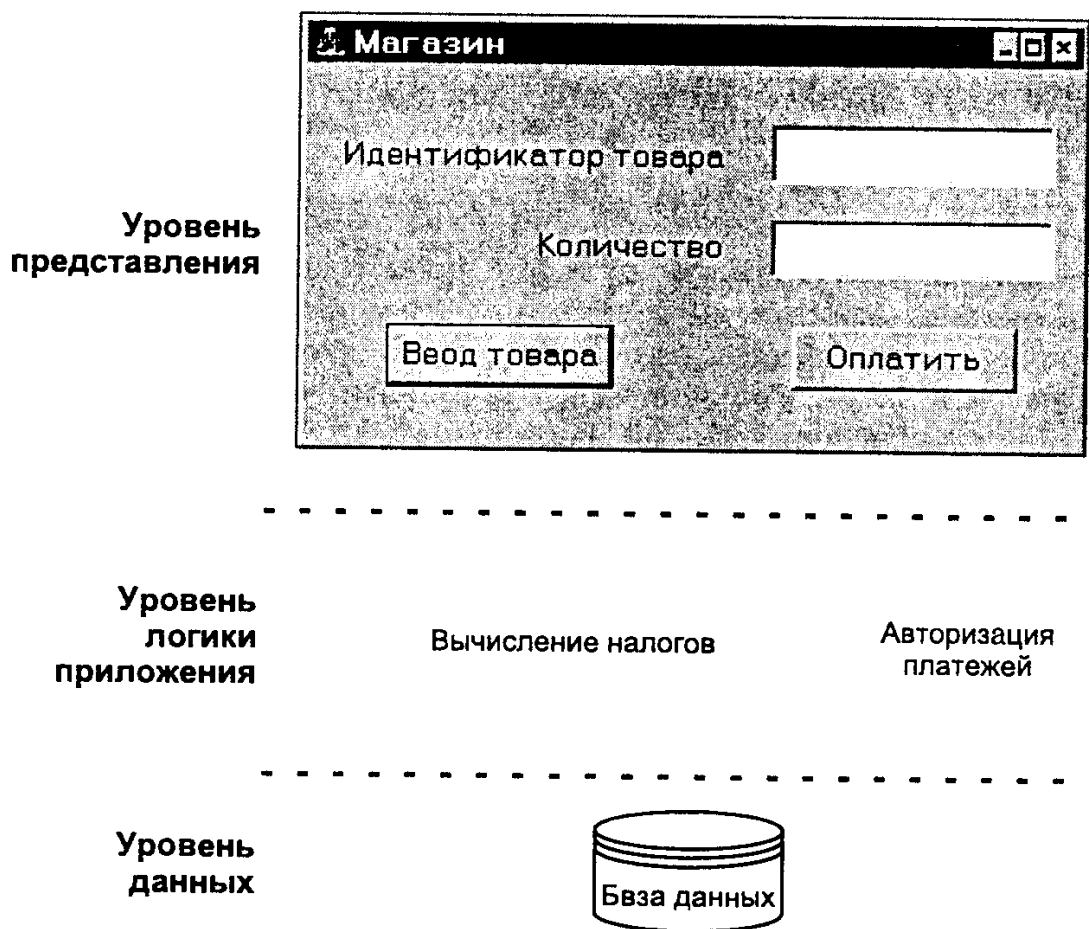 Магазин
Идентификатор товара
Уровень
представления
Количество
Ввод товара
Оплатить
Уровень
логики
приложения
Вычисление налогов
Авторизация
платежей
Уровень
данных
Бвза данных